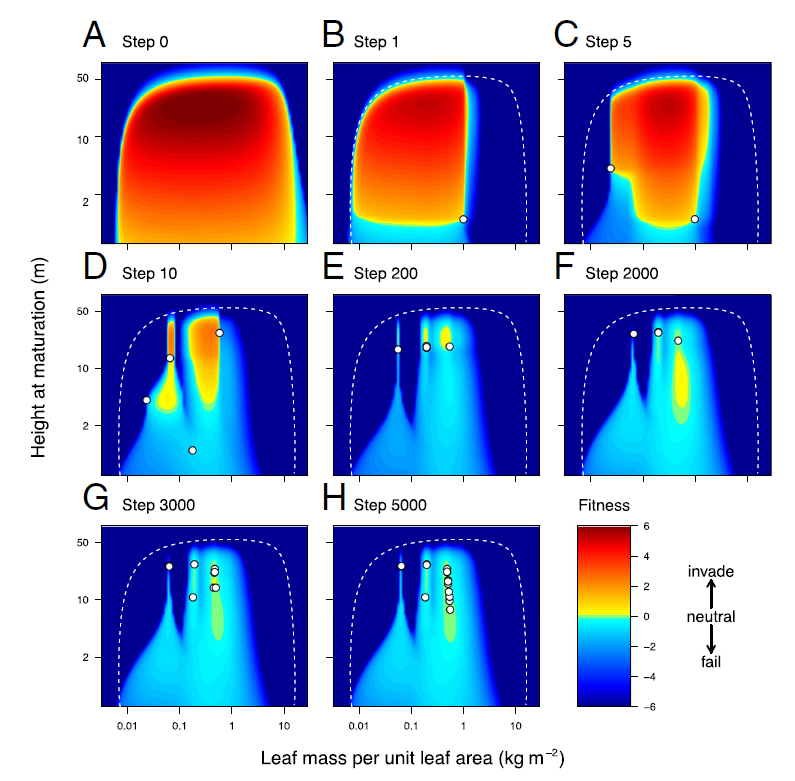 A Step 0
B Step 1
C Step 5
50
10
2
D Step 10
E Step 200
F Step 2000
50
10
2
G Step 3000
H Step 5000
50
10
2
0.01 0.1 1 10
0.01 0.1 1 10
Height at maturation (m)
Leaf mass per unit leaf area (kg m−2)
Fitness
6
4
2
0
−2
−4
−6
invade
neutral
fail